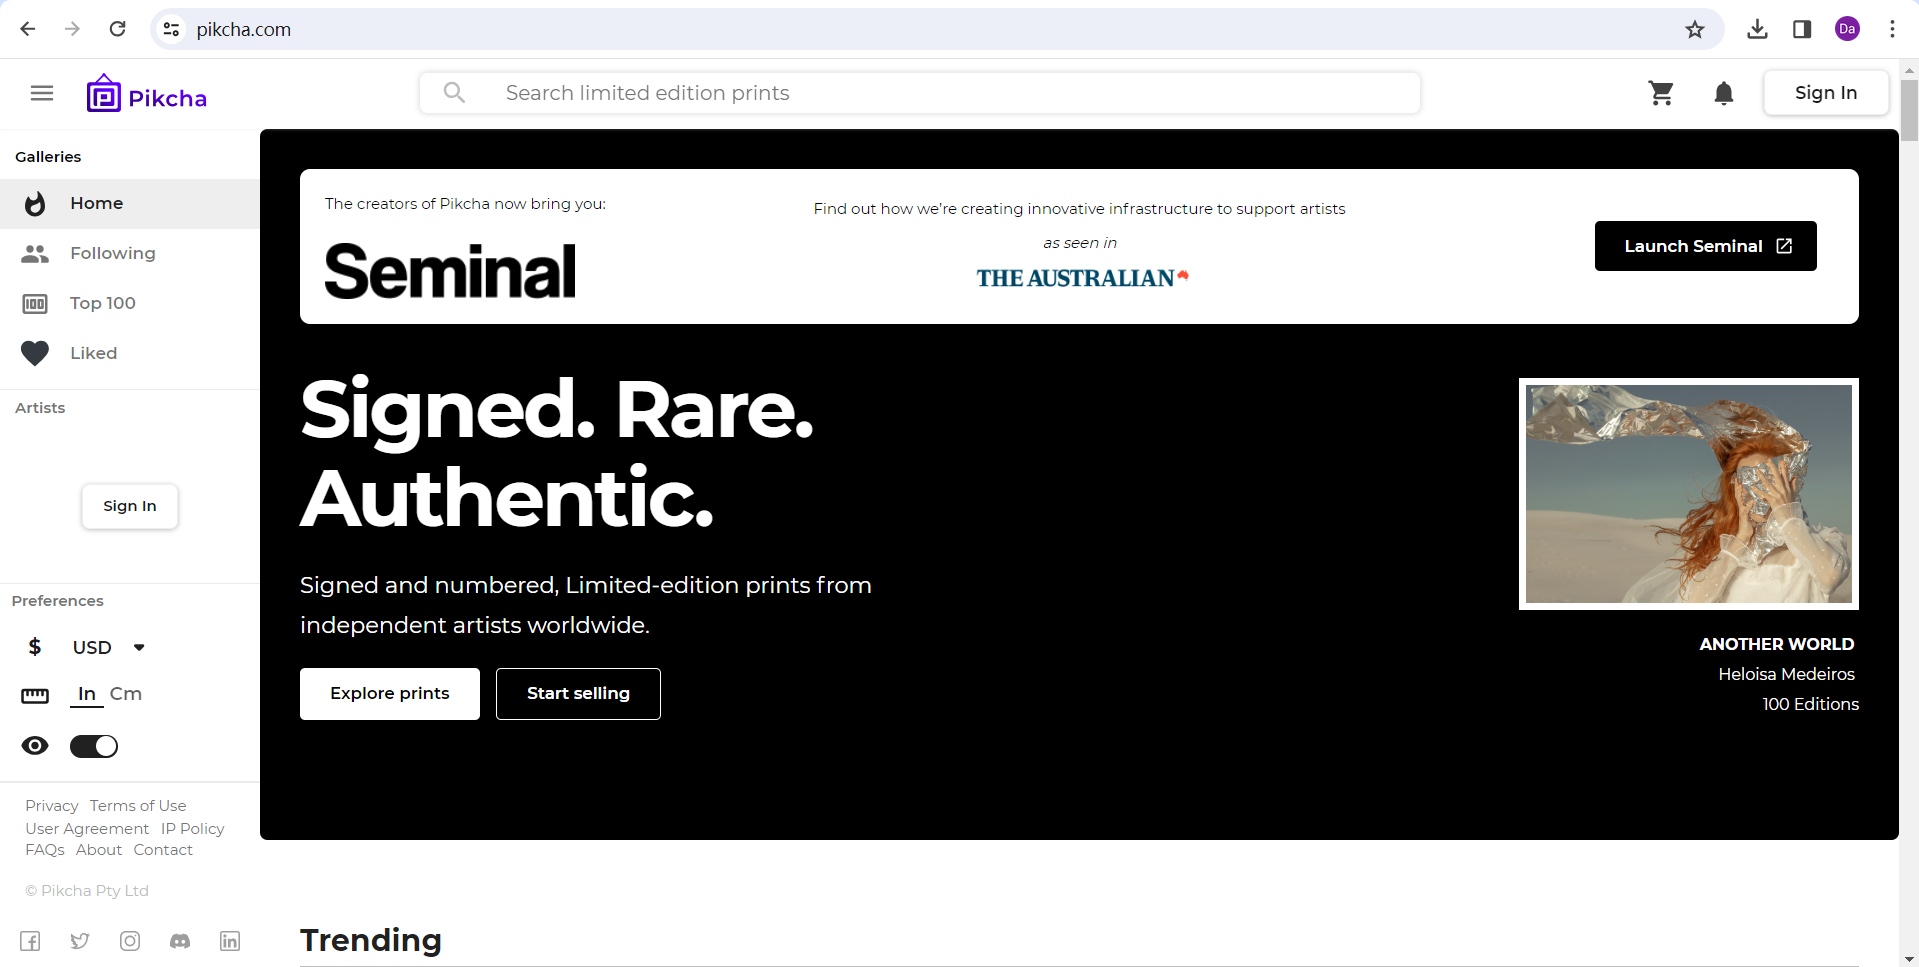 pikcha.com
Da
Pikcha
Search limited edition prints
Sign In
Galleries
Home
Following
Top 100
Liked
Artists
Sign In
Preferences
$ USD
In Cm
Privacy Terms of Use
User Agreement IP Policy
FAQs About Contact
© Pikcha Pty Ltd
The creators of Pikcha now bring you:
Seminal
Find out how we’re creating innovative infrastructure to support artists
as seen in
THE AUSTRALIAN
Launch Seminal
Signed. Rare.
Authentic.
Signed and numbered, Limited-edition prints from
independent artists worldwide.
Explore prints
Start selling
ANOTHER WORLD
Heloisa Medeiros
100 Editions
Trending